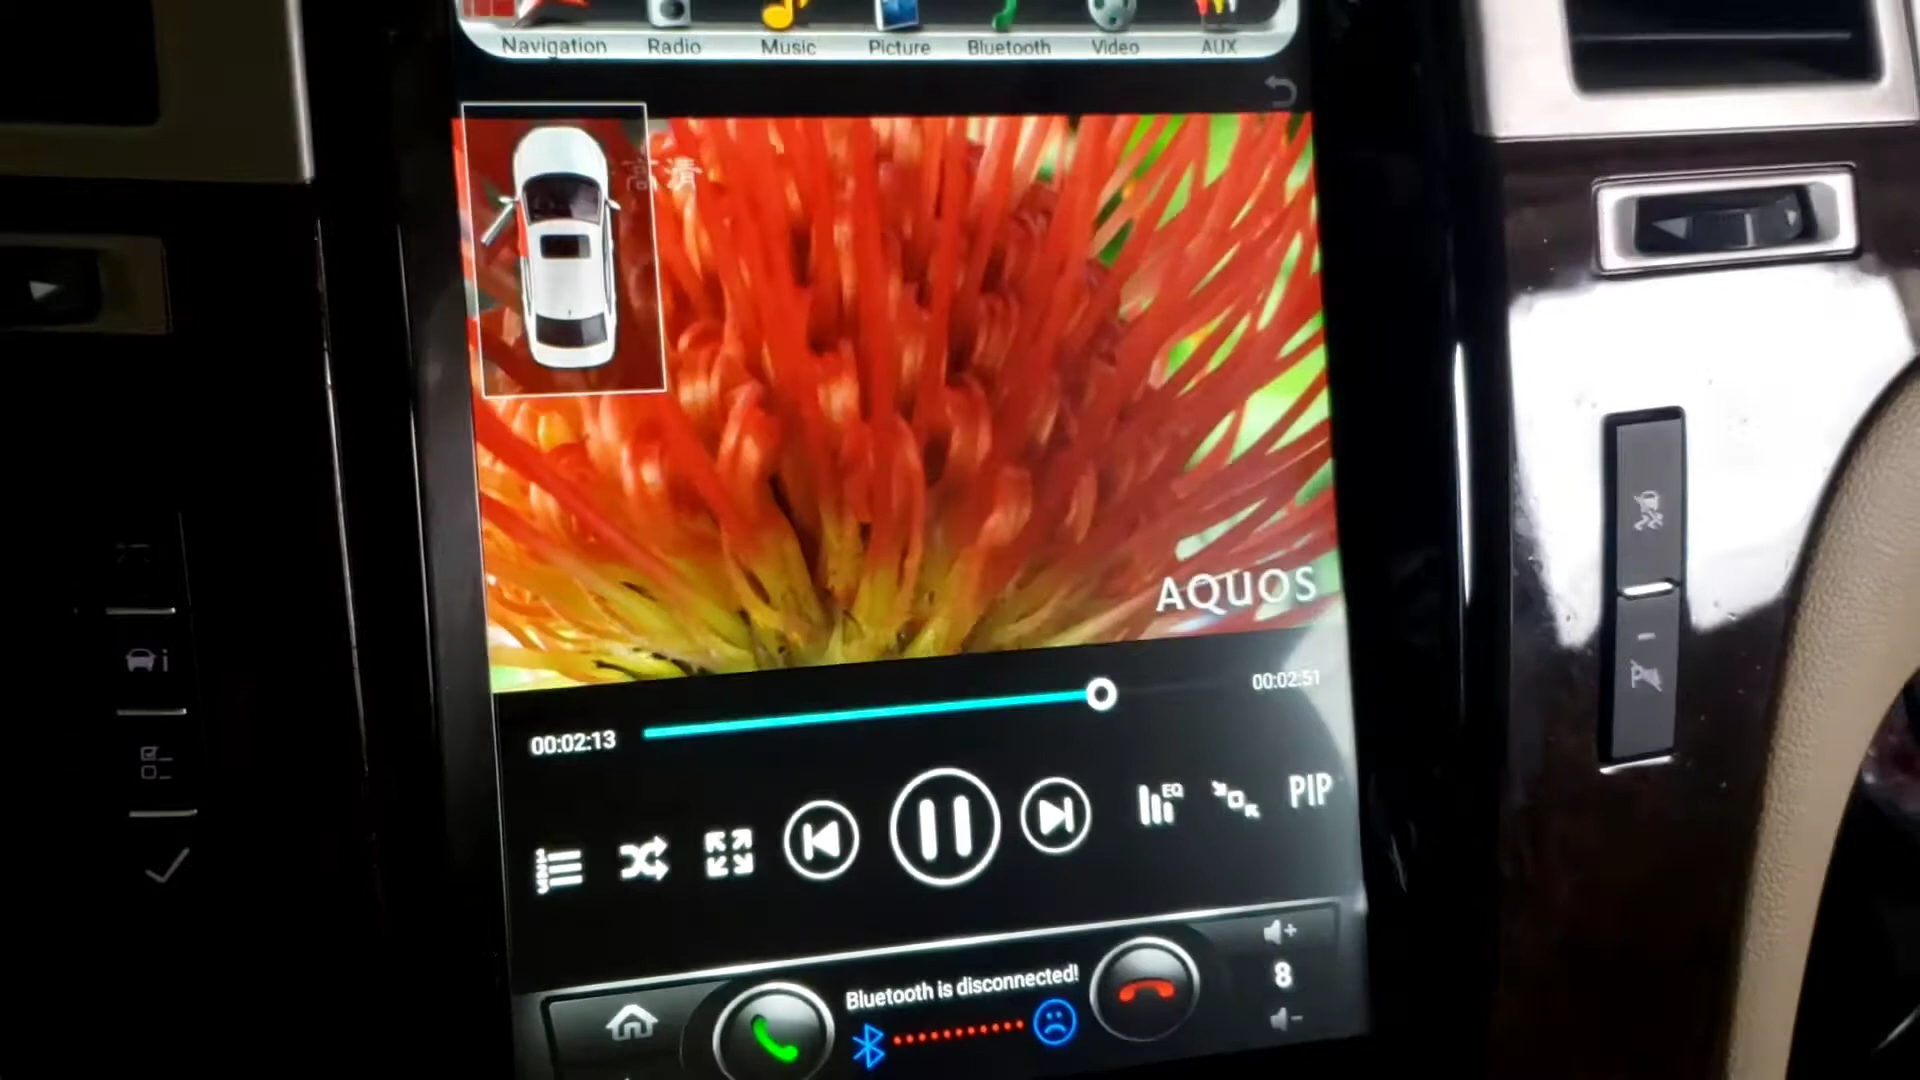 Navigation Radio Music Picture Bluetooth Video AUX
高清
AQUOS
00:02:13
00:02:51
EQ
PIP
Bluetooth is disconnected!
8
i